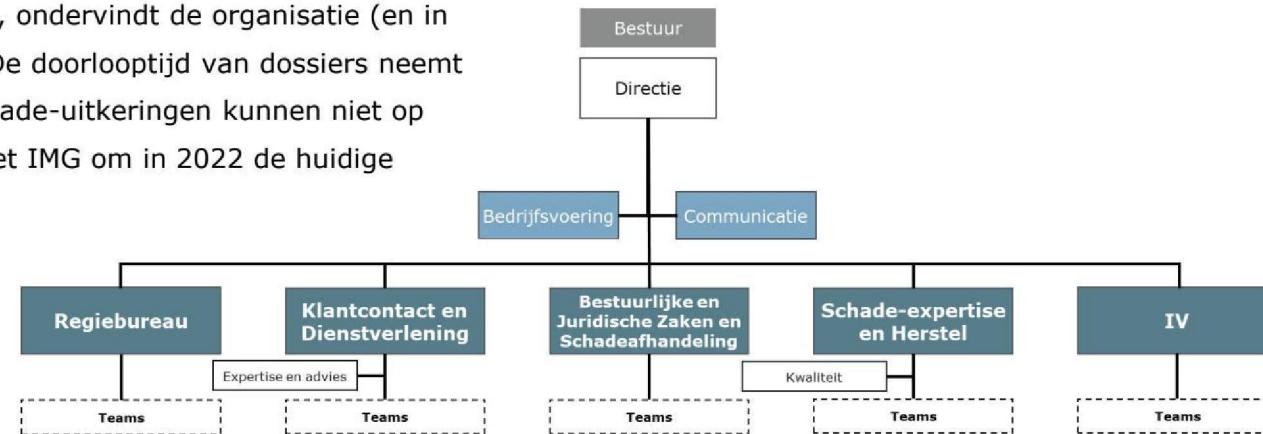 , ondervindt de organisatie (en in
De doorlooptijd van dossiers neemt
ade-uitkeringen kunnen niet op
et IMG om in 2022 de huidige
Bestuur
Directie
Bedrijfsvoering
Communicatie
Regiebureau
Klantcontact en
Dienstverlening
Bestuurlijke en
Juridische Zaken en
Schadeafhandeling
Schade-expertise
en Herstel
IV
Expertise en advies
Kwaliteit
Teams
Teams
Teams
Teams
Teams